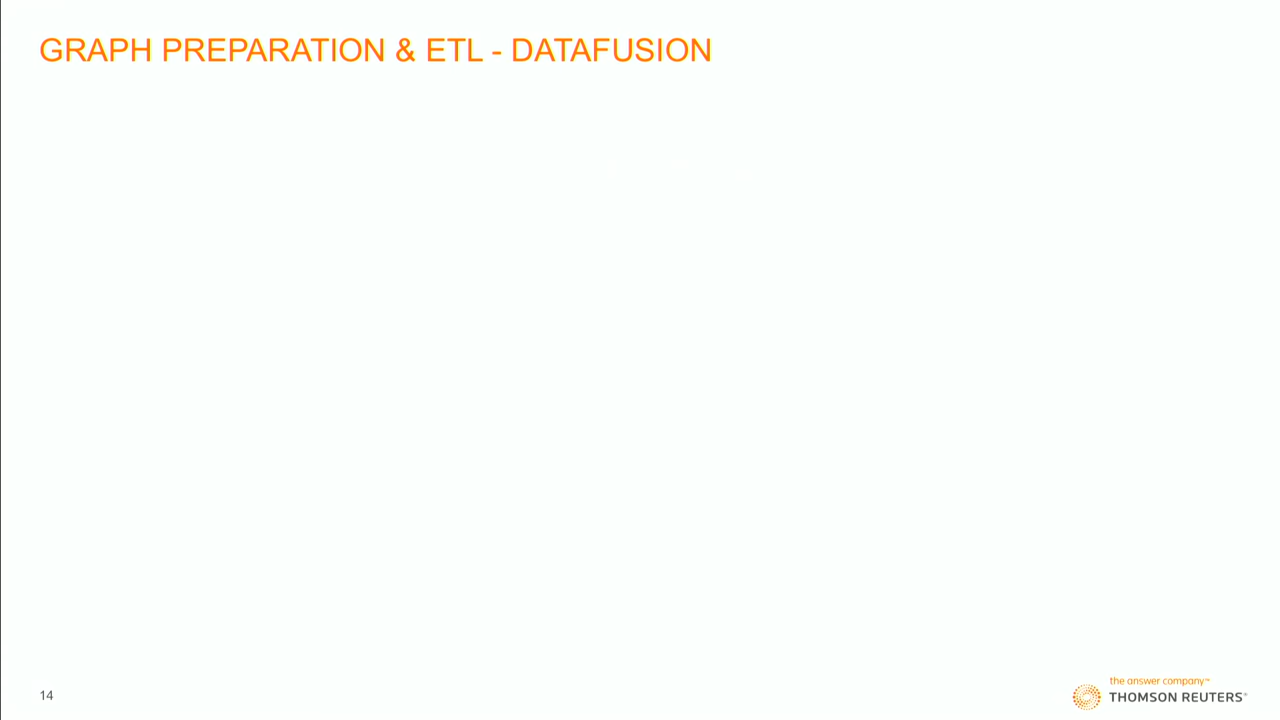 GRAPH PREPARATION & ETL - DATAFUSION
14
the answer company™
THOMSON REUTERS®